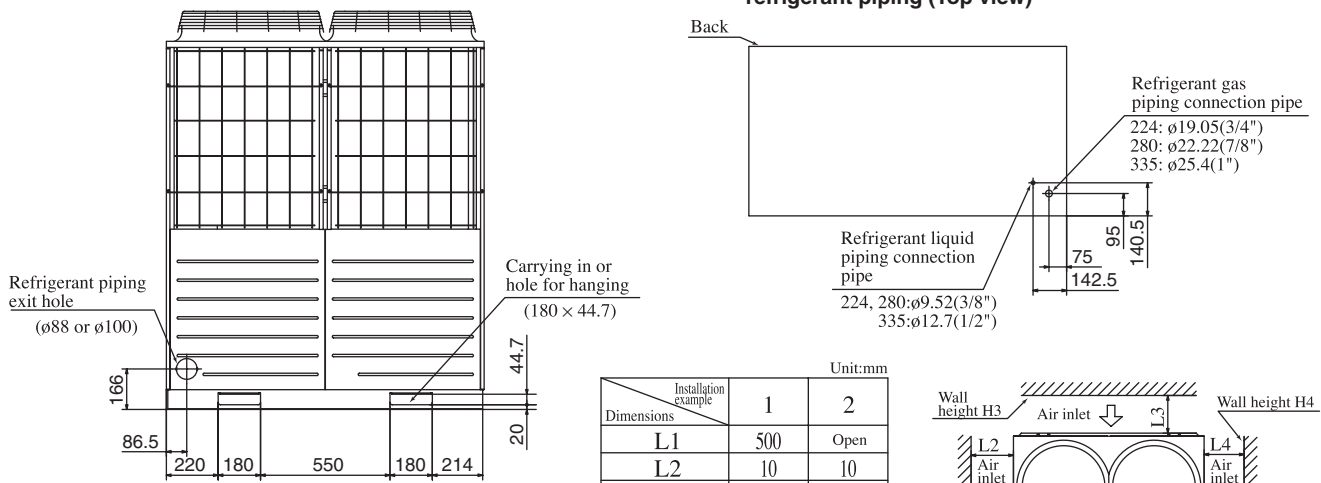 refrigerant piping (Top view)
Back
Refrigerant gas
piping connection pipe
224: ø19.05(3/4")
280: ø22.22(7/8")
335: ø25.4(1")
95
140.5
75
142.5
Refrigerant liquid
piping connection
pipe
224, 280:ø9.52(3/8")
335:ø12.7(1/2")
Refrigerant piping
exit hole
(ø88 or ø100)
Carrying in or
hole for hanging
(180 × 44.7)
166
86.5
220 180 550 180 214
44.7
20
Unit:mm
Installation
example
Dimensions
1 2
L1 500 Open
L2 10 10
Wall
height H3
Air inlet
L3
Wall height H4
L2
Air
inlet
L4
Air
inlet